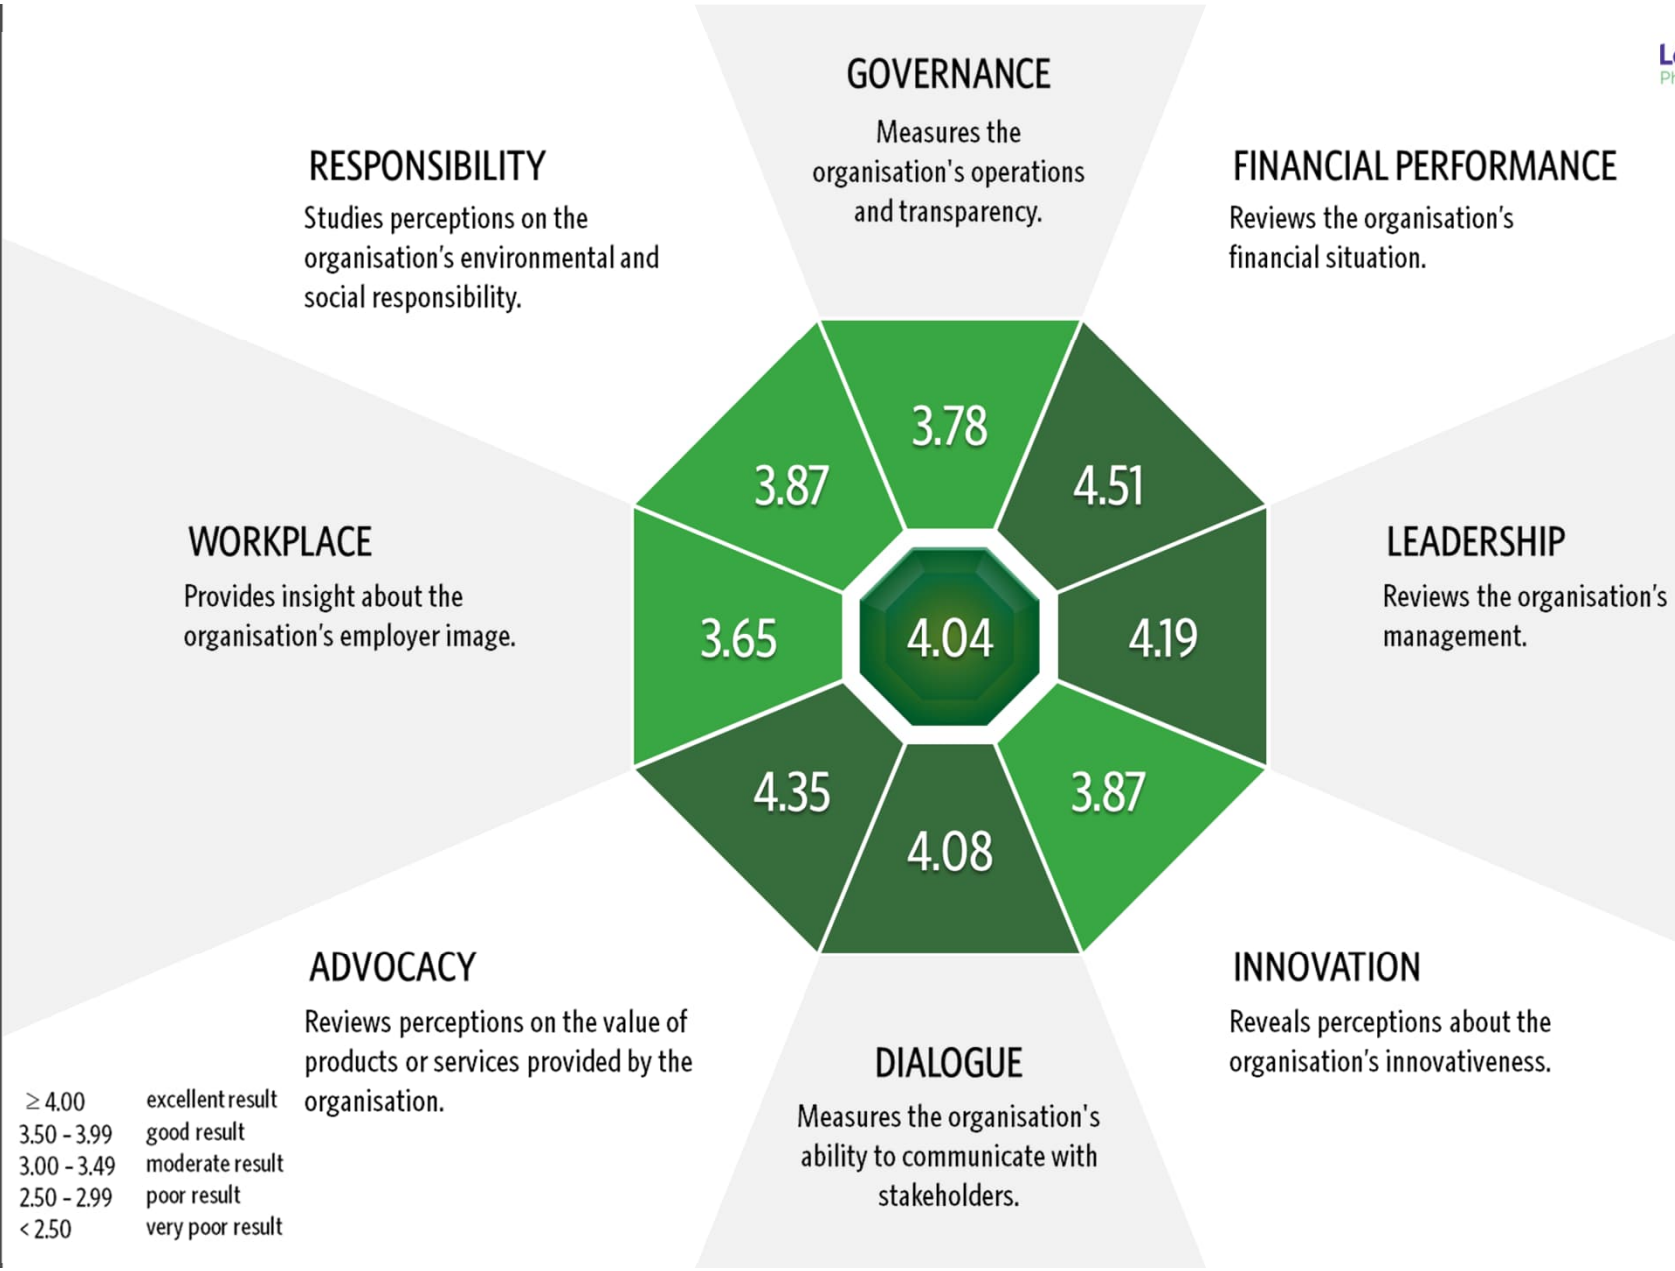 GOVERNANCE
Measures the
organisation's operations
and transparency.
RESPONSIBILITY
Studies perceptions on the
organisation's environmental and
social responsibility.
FINANCIAL PERFORMANCE
Reviews the organisation's
financial situation.
3.78
3.87
4.51
WORKPLACE
Provides insight about the
organisation's employer image.
3.65
4.04
4.19
LEADERSHIP
Reviews the organisation's
management.
4.35
4.08
3.87
ADVOCACY
Reviews perceptions on the value of
products or services provided by the
organisation.
DIALOGUE
Measures the organisation's
ability to communicate with
stakeholders.
INNOVATION
Reveals perceptions about the
organisation's innovativeness.
≥ 4.00 excellent result
3.50 - 3.99 good result
3.00 - 3.49 moderate result
2.50 - 2.99 poor result
< 2.50 very poor result